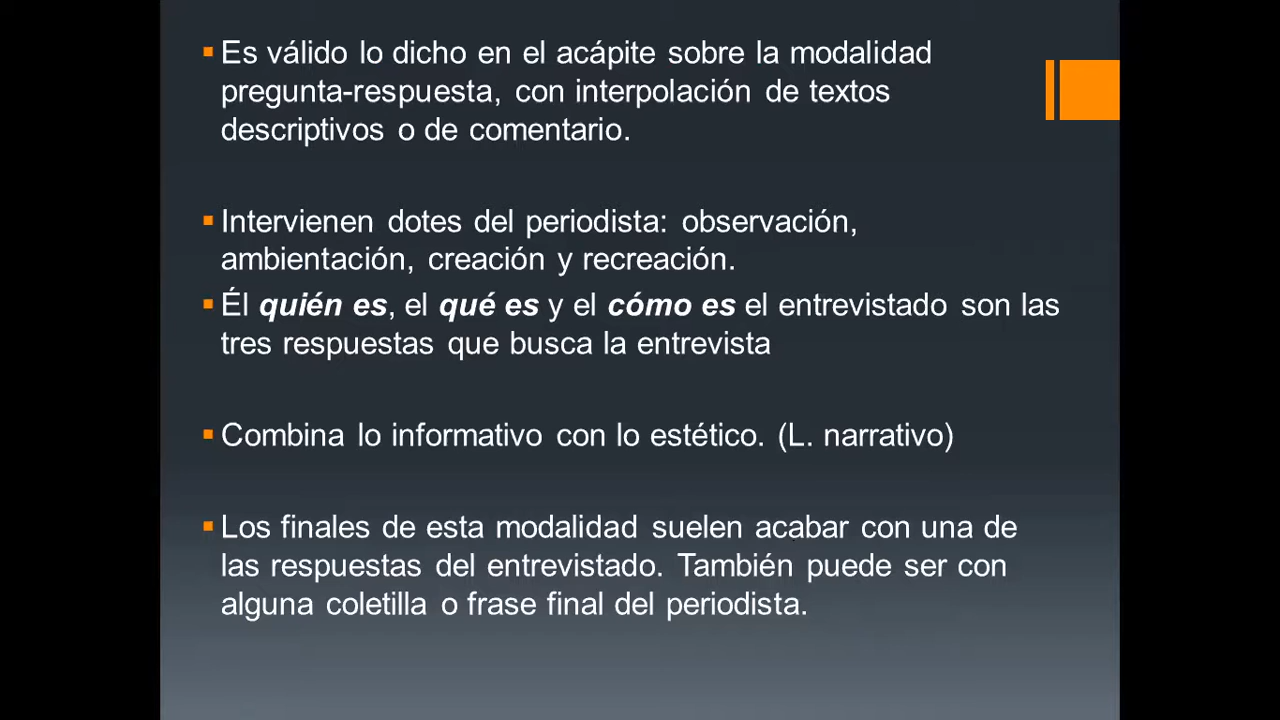 Es válido lo dicho en el acápite sobre la modalidad
pregunta-respuesta, con interpolación de textos
descriptivos o de comentario.
Intervienen dotes del periodista: observación,
ambientación, creación y recreación.
Él quién es, el qué es y el cómo es el entrevistado son las
tres respuestas que busca la entrevista
Combina lo informativo con lo estético. (L. narrativo)
Los finales de esta modalidad suelen acabar con una de
las respuestas del entrevistado. También puede ser con
alguna coletilla o frase final del periodista.